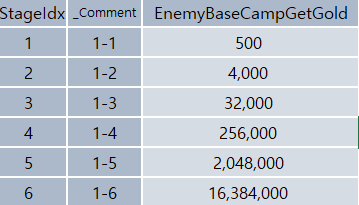 StageIdx _Comment EnemyBaseCampGetGold
1 1-1 500
2 1-2 4,000
3 1-3 32,000
4 1-4 256,000
5 1-5 2,048,000
6 1-6 16,384,000